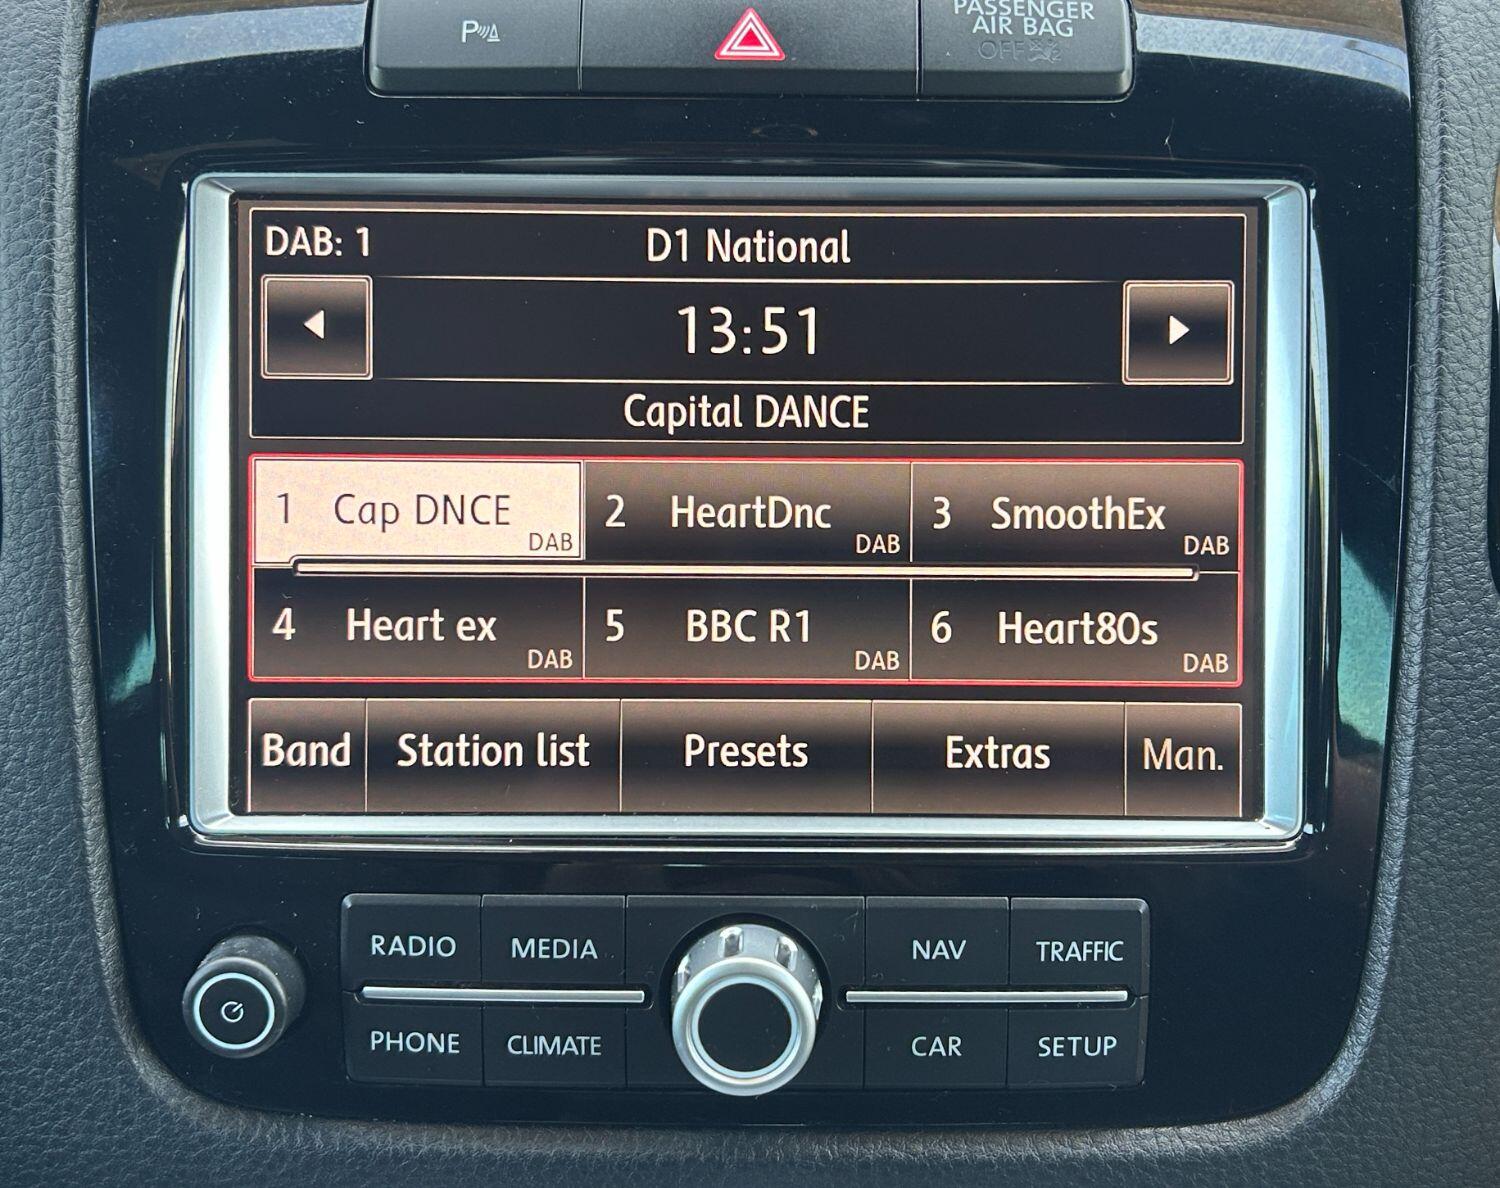 P
PASSENGER
AIR BAG
OFF
DAB: 1
D1 National
13:51
Capital DANCE
1 Cap DNCE DAB
2 HeartDnc DAB
3 SmoothEx DAB
4 Heart ex DAB
5 BBC R1 DAB
6 Heart80s DAB
Band Station list Presets Extras Man.
RADIO MEDIA NAV TRAFFIC
PHONE CLIMATE CAR SETUP